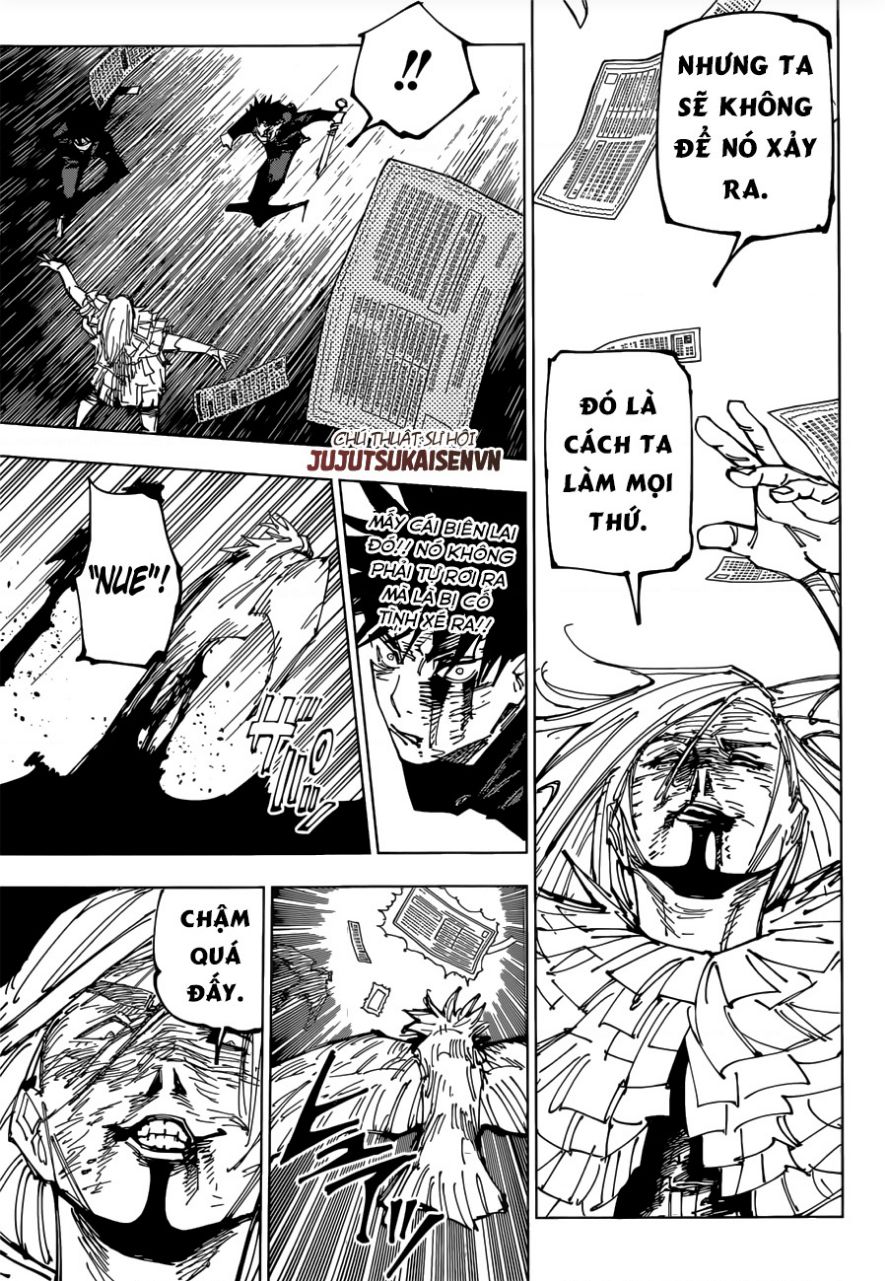 NHƯNG TA
SẼ KHÔNG
ĐỂ NÓ XẢY
RA.
ĐÓ LÀ
CÁCH TA
LÀM MỌI
THỨ.
!!
CHÚ THUẬT SƯ HỒI
JUJUTSUKAISENVN
MẤY CÁI BIÊN LAI
ĐÓ!! NÓ KHÔNG
PHẢI TỰ RƠI RA
MÀ LÀ BỊ CỐ
TÌNH XÉ RA!!
"NUE"!
CHẬM
QUÁ
ĐẤY.